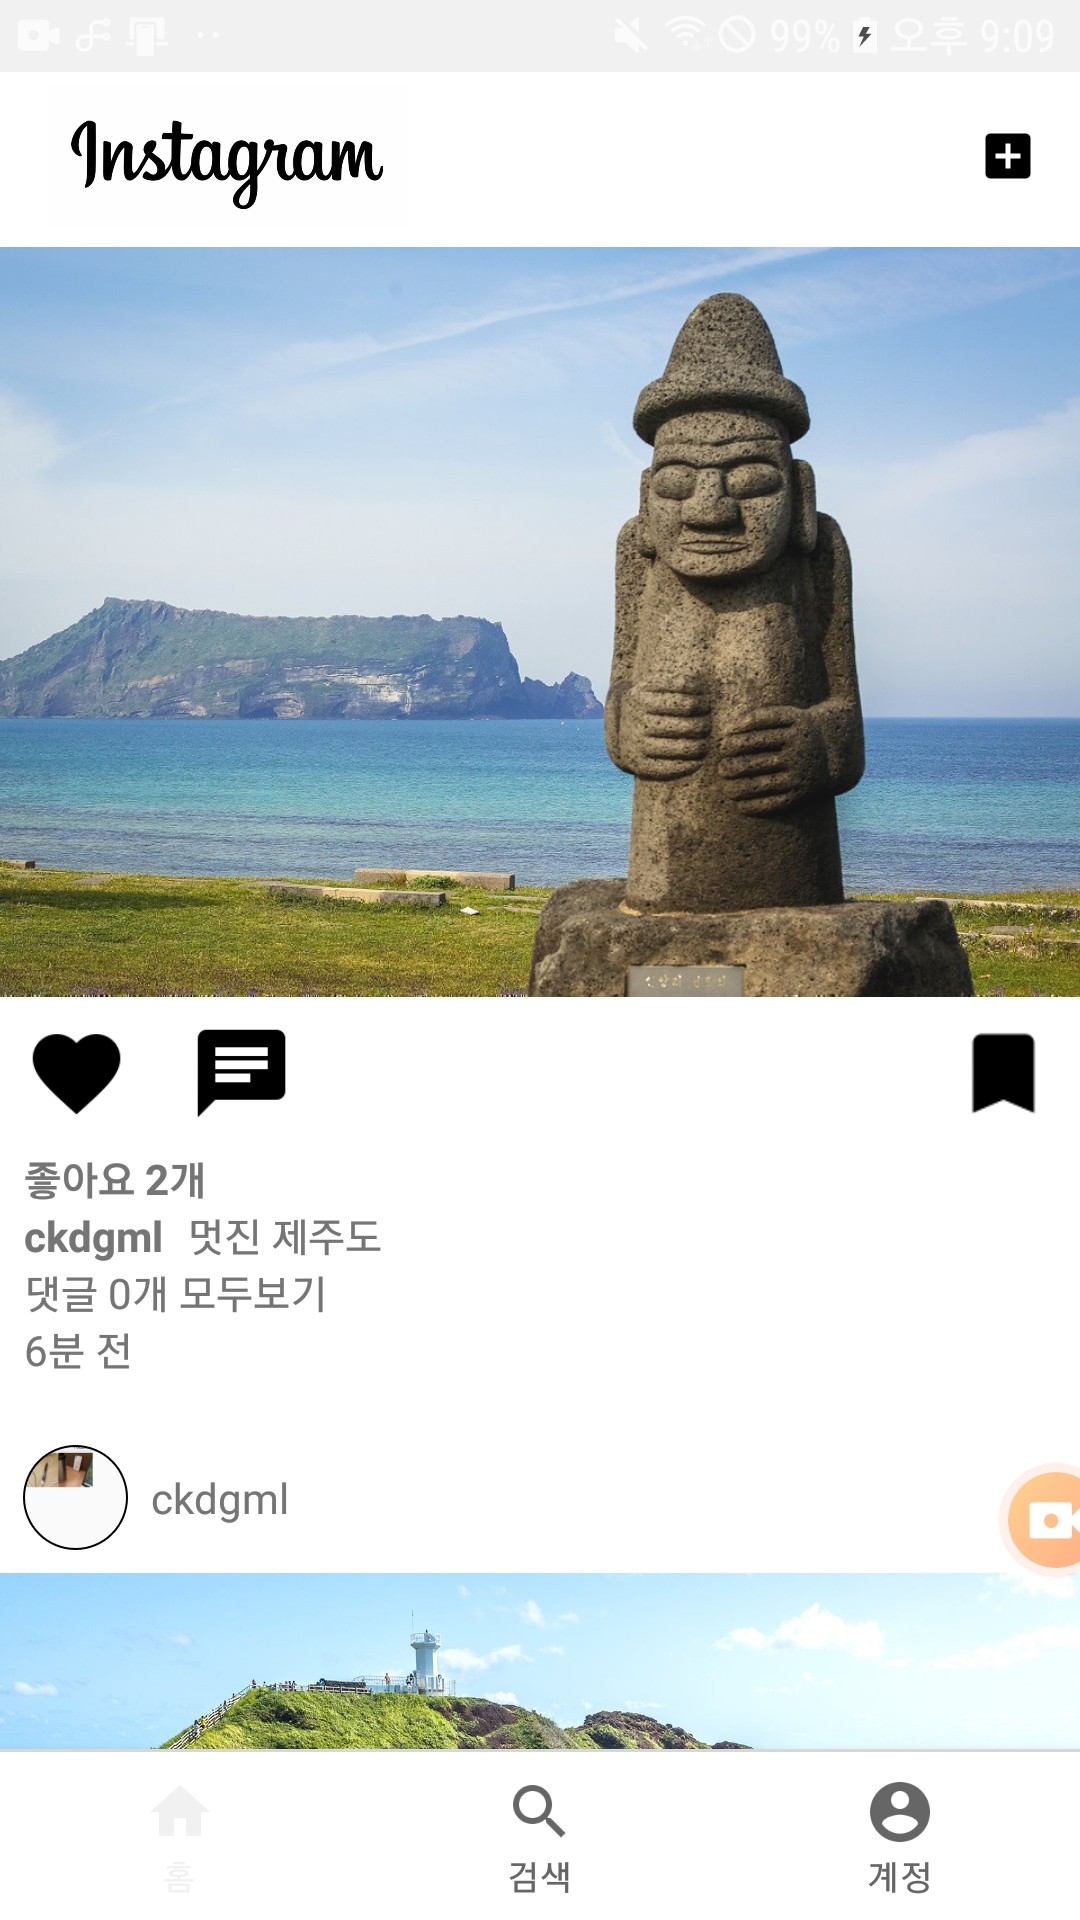 99% 오후 9:09
Instagram
좋아요 2개
ckdgml 멋진 제주도
댓글 0개 모두보기
6분 전
ckdgml
홈 검색 계정